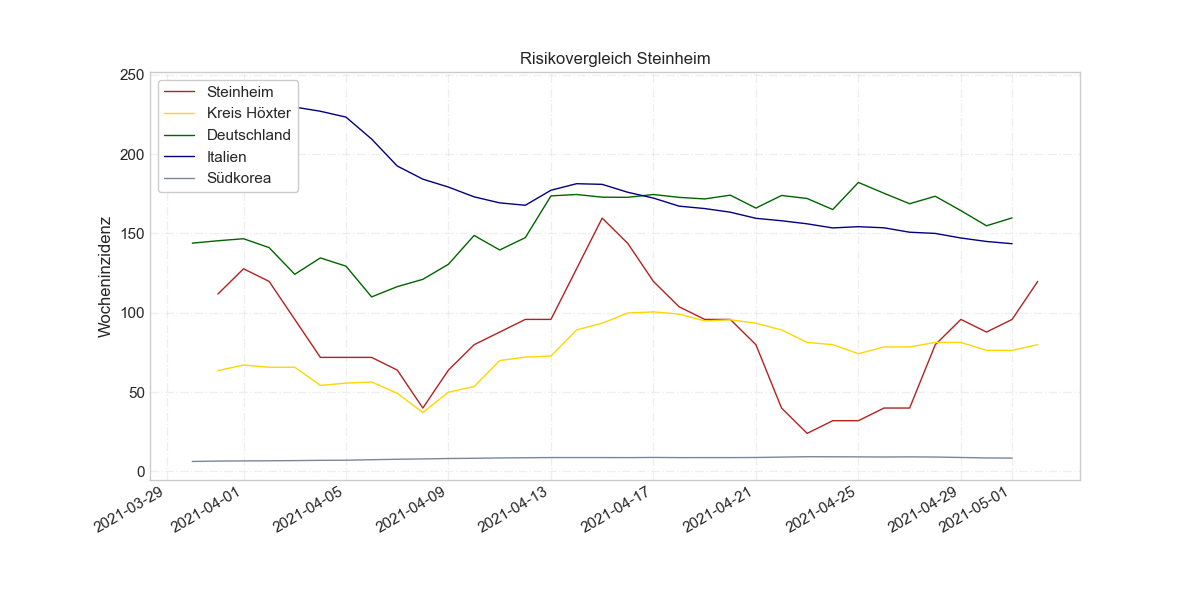 Risikovergleich Steinheim
Wocheninzidenz
250
200
150
100
50
0
Steinheim
Kreis Höxter
Deutschland
Italien
Südkorea
2021-03-29
2021-04-01
2021-04-05
2021-04-09
2021-04-13
2021-04-17
2021-04-21
2021-04-25
2021-04-29
2021-05-01